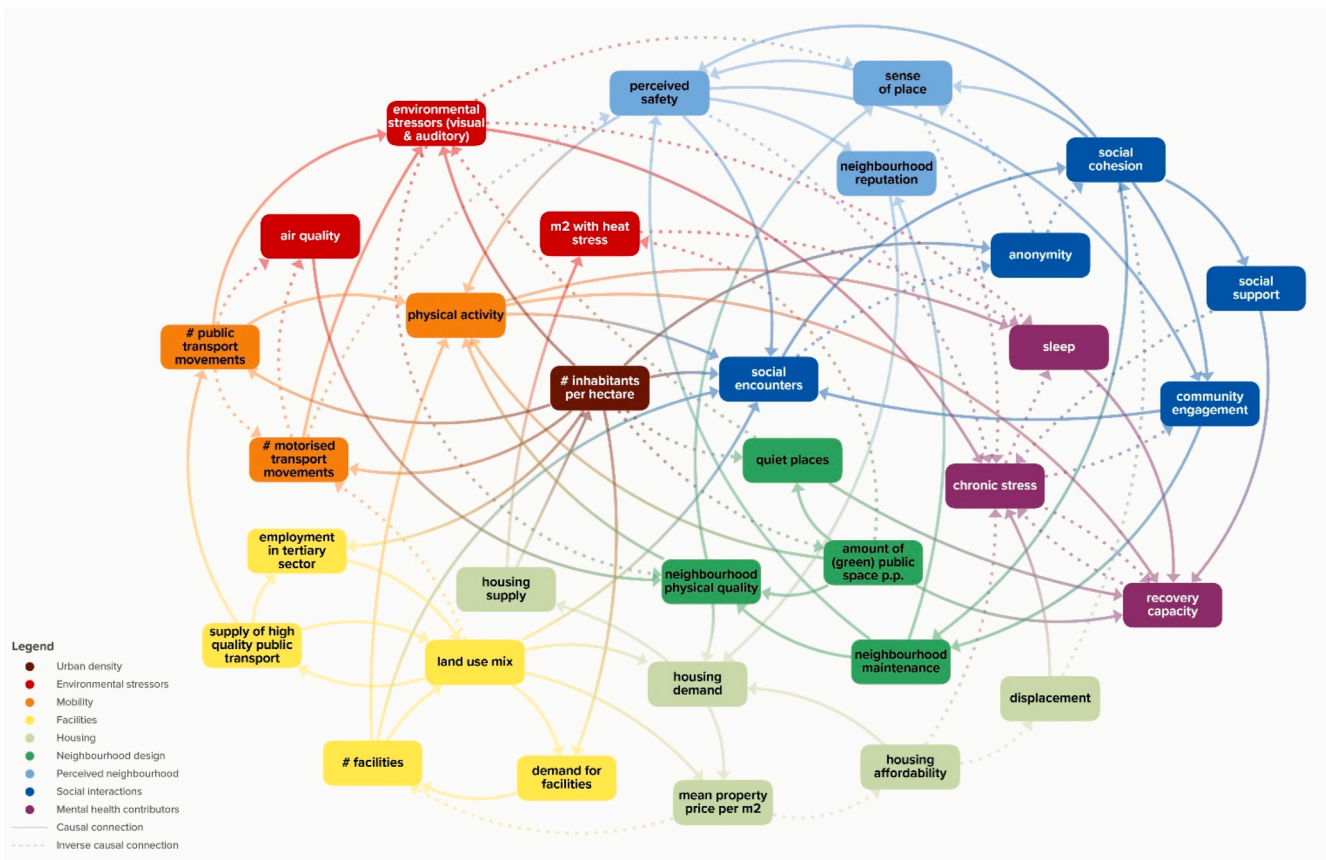 perceived
safety
sense
of place
environmental
stressors (visual
& auditory)
social
cohesion
neighbourhood
reputation
air quality
m2 with heat
stress
anonymity
social
support
physical activity
# public
transport
movements
sleep
# inhabitants
per hectare
social
encounters
community
engagement
# motorised
transport
movements
quiet places
chronic stress
employment
in tertiary
sector
housing
supply
neighbourhood
physical quality
amount of
(green) public
space p.p.
recovery
capacity
supply of high
quality public
transport
land use mix
housing
demand
neighbourhood
maintenance
displacement
# facilities
demand for
facilities
mean property
price per m2
housing
affordability
Legend
Urban density
Environmental stressors
Mobility
Facilities
Housing
Neighbourhood design
Perceived neighbourhood
Social interactions
Mental health contributors
Causal connection
Inverse causal connection